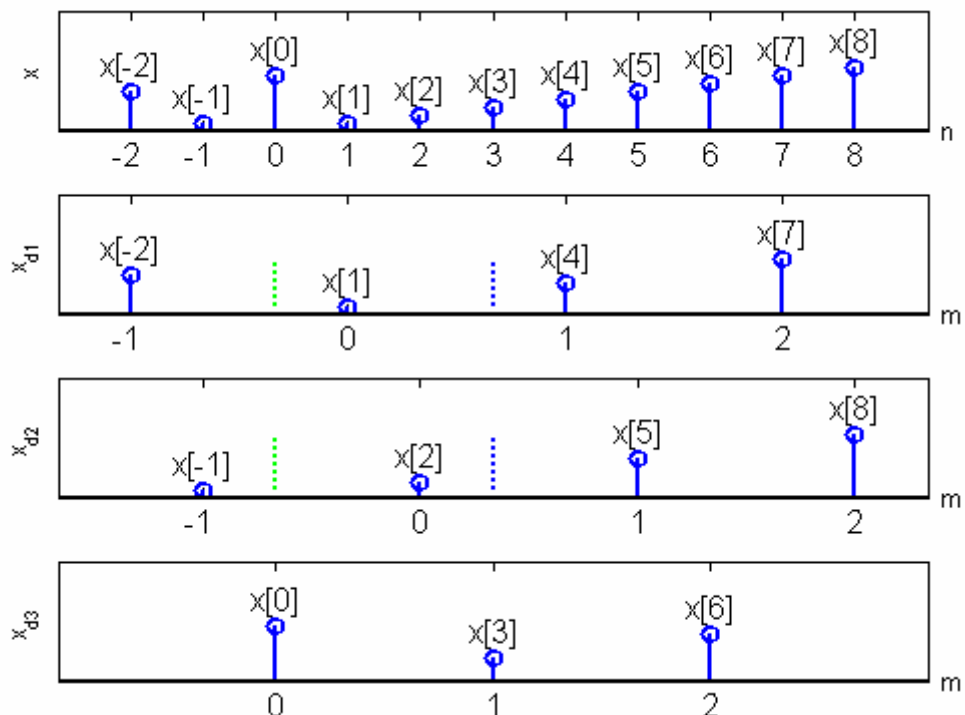 x
x[-2] x[-1] x[0] x[1] x[2] x[3] x[4] x[5] x[6] x[7] x[8]
-2 -1 0 1 2 3 4 5 6 7 8 n
x_d1
x[-2] x[1] x[4] x[7]
-1 0 1 2 m
x_d2
x[-1] x[2] x[5] x[8]
-1 0 1 2 m
x_d3
x[0] x[3] x[6]
0 1 2 m